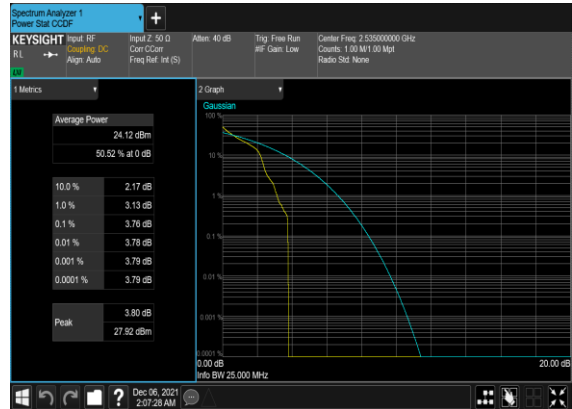 Spectrum Analyzer 1
Power Stat CCDF
+
KEYSIGHT
R L
Input: RF
Coupling: DC
Align: Auto
Input Z: 50 Ω
Corr CCorr
Freq Ref: Int (S)
Atten: 40 dB
Trig: Free Run
#IF Gain: Low
Center Freq: 2.535000000 GHz
Counts: 1.00 M/1.00 Mpt
Radio Std: None
1 Metrics
Average Power
24.12 dBm
50.52 % at 0 dB
10.0 % 2.17 dB
1.0 % 3.13 dB
0.1 % 3.76 dB
0.01 % 3.78 dB
0.001 % 3.79 dB
0.0001 % 3.79 dB
Peak
3.80 dB
27.92 dBm
2 Graph
Gaussian
100 %
10 %
1 %
0.1 %
0.01 %
0.001 %
0.0001 %
0.00 dB 20.00 dB
Info BW 25.000 MHz
?
Dec 06, 2021
2:07:28 AM